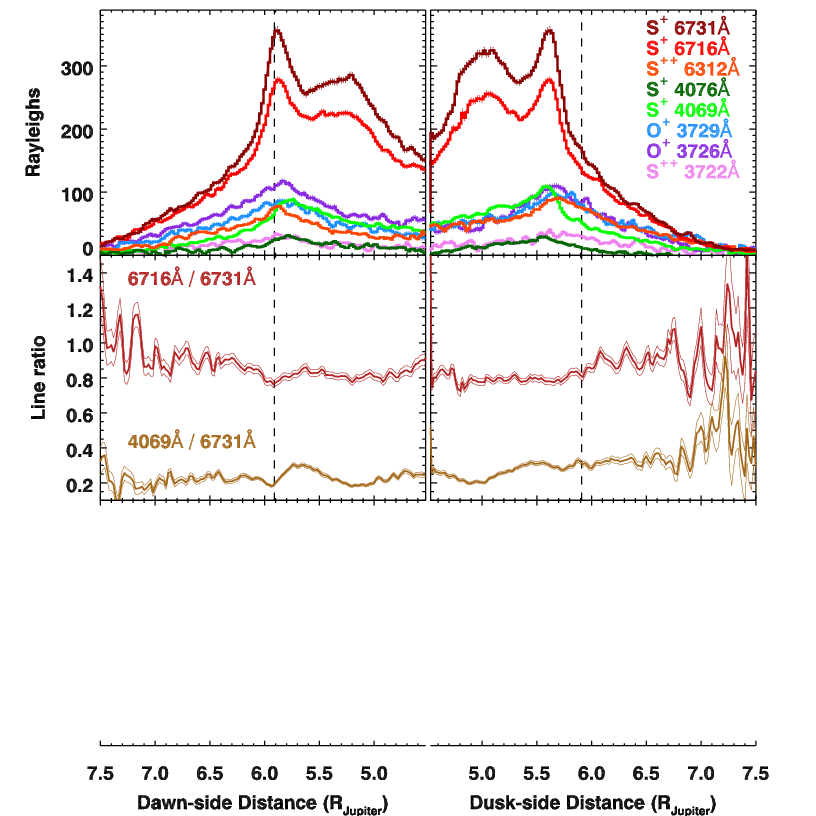 S+ 6731Å
S+ 6716Å
S++ 6312Å
S+ 4076Å
S+ 4069Å
O+ 3729Å
O+ 3726Å
S++ 3722Å
Rayleighs
300
200
100
0
6716Å / 6731Å
4069Å / 6731Å
Line ratio
1.4
1.2
1.0
0.8
0.6
0.4
0.2
7.5 7.0 6.5 6.0 5.5 5.0
5.0 5.5 6.0 6.5 7.0 7.5
Dawn-side Distance (RJupiter)
Dusk-side Distance (RJupiter)